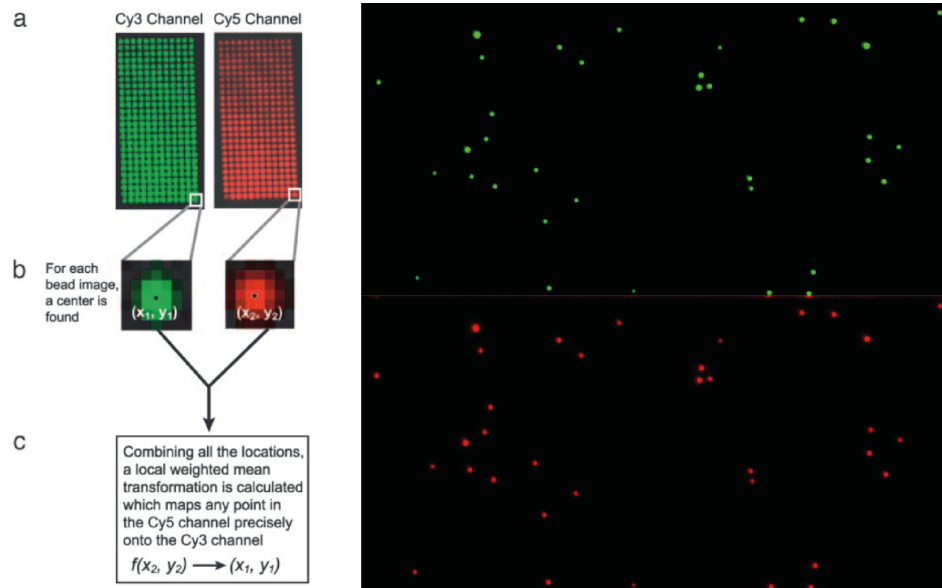 a
Cy3 Channel
Cy5 Channel
b
For each
bead image,
a center is
found
(x₁, y₁)
(x₂, y₂)
c
Combining all the locations,
a local weighted mean
transformation is calculated
which maps any point in
the Cy5 channel precisely
onto the Cy3 channel
f(x₂, y₂) → (x₁, y₁)